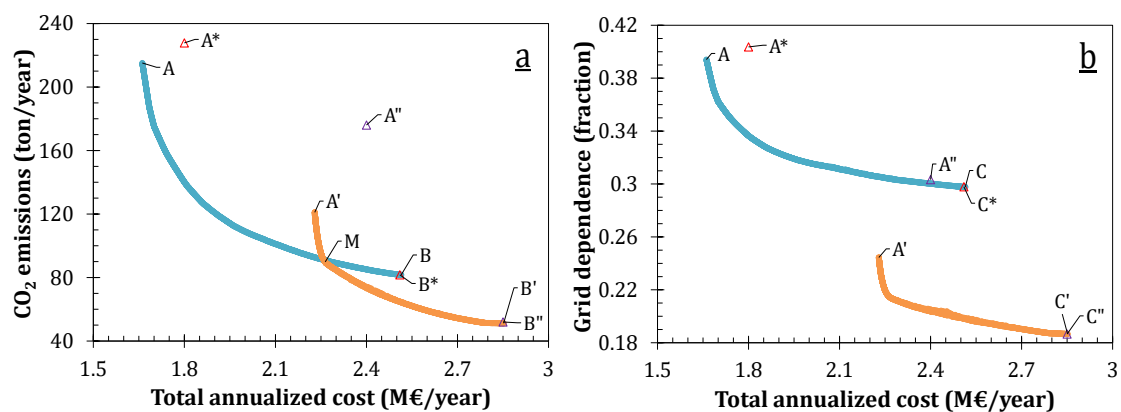 a
CO₂ emissions (ton/year)
240
200
160
120
80
40
1.5
1.8
2.1
2.4
2.7
3
Total annualized cost (M€/year)
A*
A
A"
A'
M
B
B*
B'
B"
b
Grid dependence (fraction)
0.42
0.38
0.34
0.3
0.26
0.22
0.18
1.5
1.8
2.1
2.4
2.7
3
Total annualized cost (M€/year)
A
A*
A"
C
C*
A'
C'
C"